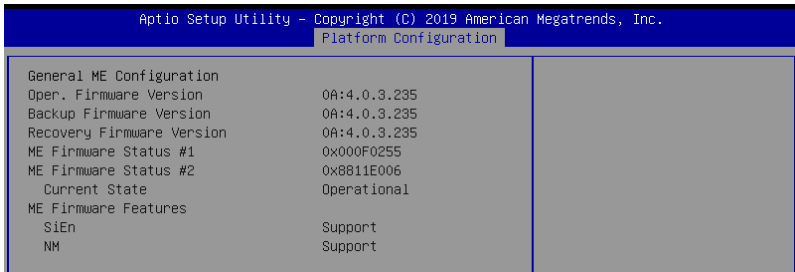 Aptio Setup Utility – Copyright (C) 2019 American Megatrends, Inc.
Platform Configuration
General ME Configuration
Oper. Firmware Version 0A:4.0.3.235
Backup Firmware Version 0A:4.0.3.235
Recovery Firmware Version 0A:4.0.3.235
ME Firmware Status #1 0x000F0255
ME Firmware Status #2 0x8811E006
Current State Operational
ME Firmware Features
SiEn Support
NM Support